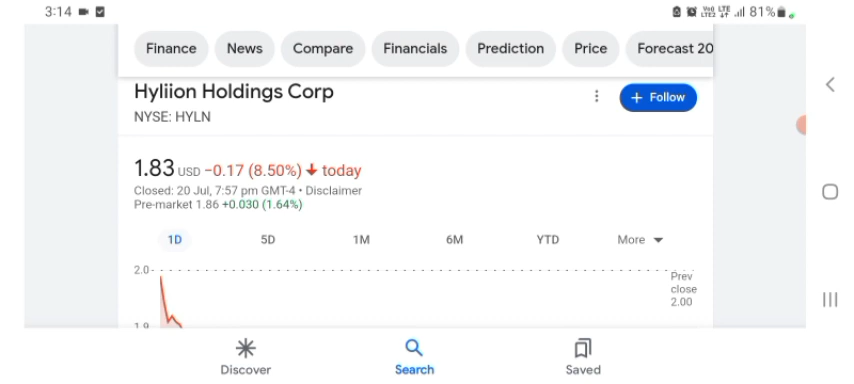 3:14 81%
Finance News Compare Financials Prediction Price Forecast 20
Hyliion Holdings Corp
+ Follow
NYSE: HYLN
1.83 USD −0.17 (8.50%) today
Closed: 20 Jul, 7:57 pm GMT-4 • Disclaimer
Pre-market 1.86 +0.030 (1.64%)
1D 5D 1M 6M YTD More
2.0
Prev
close
2.00
1.9
Discover Search Saved